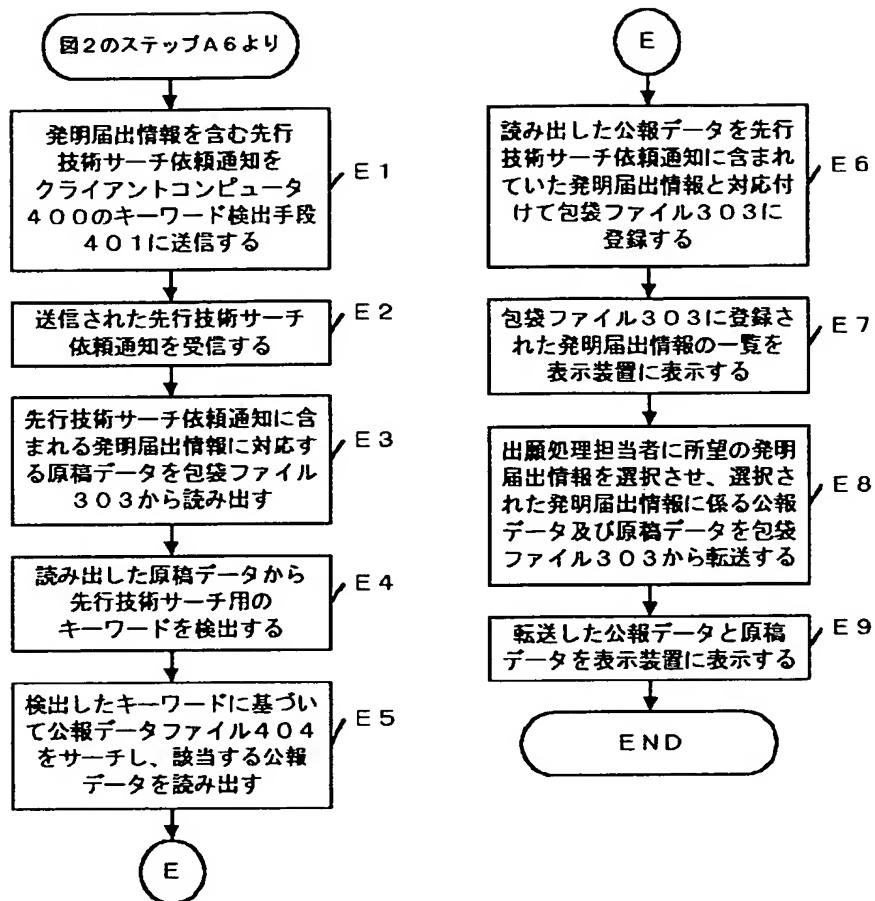 図2のステップA6より
発明届出情報を含む先行
技術サーチ依頼通知を
クライアントコンピュータ
400のキーワード検出手段
401に送信する
E1
送信された先行技術サーチ
依頼通知を受信する
E2
先行技術サーチ依頼通知に含
まれる発明届出情報に対応す
る原稿データを包袋ファイル
303から読み出す
E3
読み出した原稿データから
先行技術サーチ用の
キーワードを検出する
E4
検出したキーワードに基づい
て公報データファイル404
をサーチし、該当する公報
データを読み出す
E5
E
E
読み出した公報データを先行
技術サーチ依頼通知に含まれ
ていた発明届出情報と対応付
けて包袋ファイル303に
登録する
E6
包袋ファイル303に登録さ
れた発明届出情報の一覧を
表示装置に表示する
E7
出願処理担当者に所望の発明
届出情報を選択させ、選択さ
れた発明届出情報に係る公報
データ及び原稿データを包袋
ファイル303から転送する
E8
転送した公報データと原稿
データを表示装置に表示する
E9
END